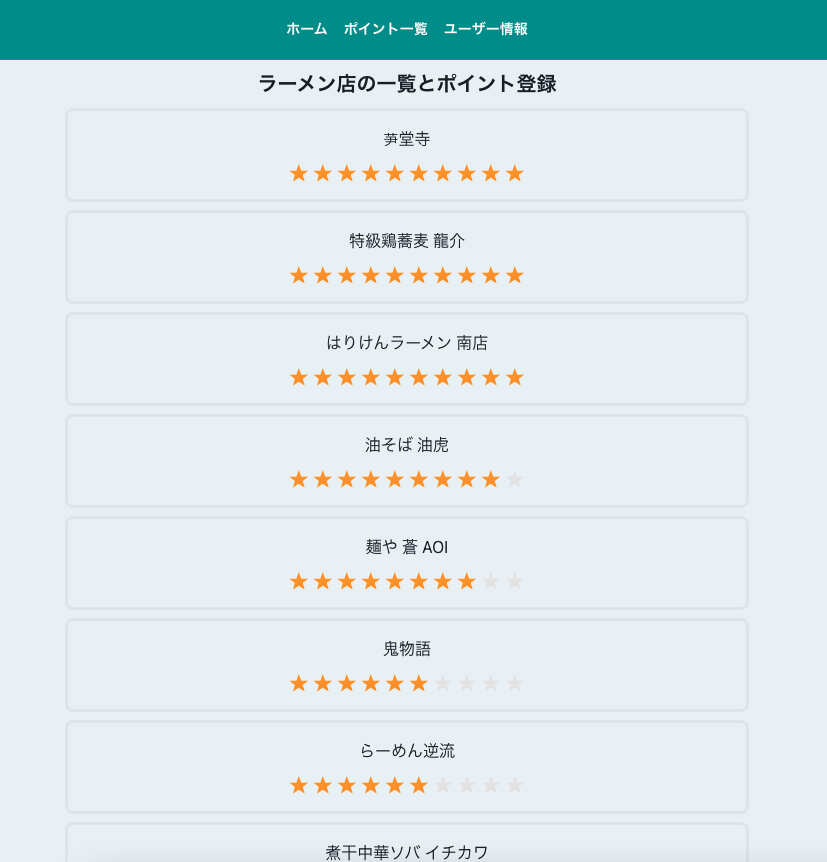 ホーム ポイント一覧 ユーザー情報
ラーメン店の一覧とポイント登録
茅堂寺
特級鶏蕎麦 龍介
はりけんラーメン 南店
油そば 油虎
麺や 蒼 AOI
鬼物語
らーめん逆流
煮干中華ソバ イチカワ